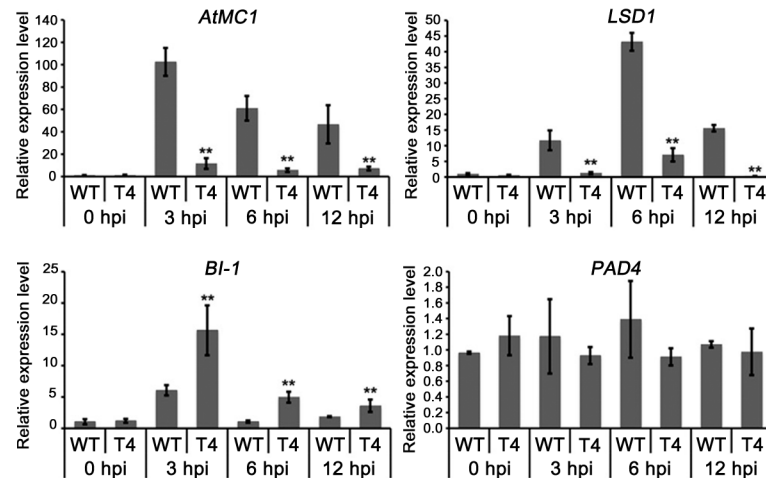 AtMC1
Relative expression level
140
120
100
80
60
40
20
0
** ** **
WT T4 WT T4 WT T4 WT T4
0 hpi 3 hpi 6 hpi 12 hpi
LSD1
Relative expression level
50
45
40
35
30
25
20
15
10
5
0
** ** **
WT T4 WT T4 WT T4 WT T4
0 hpi 3 hpi 6 hpi 12 hpi
BI-1
Relative expression level
25
20
15
10
5
0
** ** **
WT T4 WT T4 WT T4 WT T4
0 hpi 3 hpi 6 hpi 12 hpi
PAD4
Relative expression level
2.0
1.8
1.6
1.4
1.2
1.0
0.8
0.6
0.4
0.2
0.0
WT T4 WT T4 WT T4 WT T4
0 hpi 3 hpi 6 hpi 12 hpi